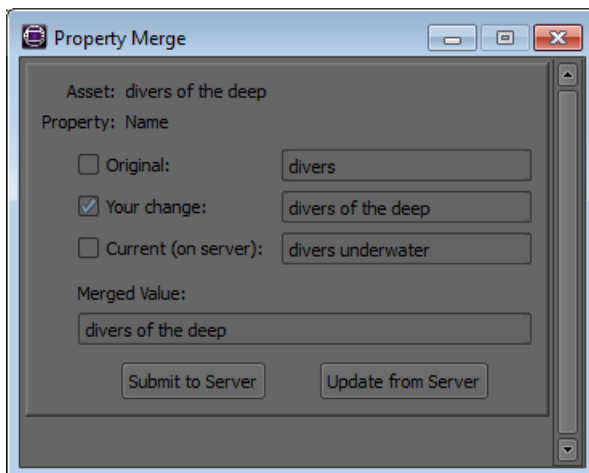 Property Merge
Asset: divers of the deep
Property: Name
Original: divers
Your change: divers of the deep
Current (on server): divers underwater
Merged Value:
divers of the deep
Submit to Server Update from Server